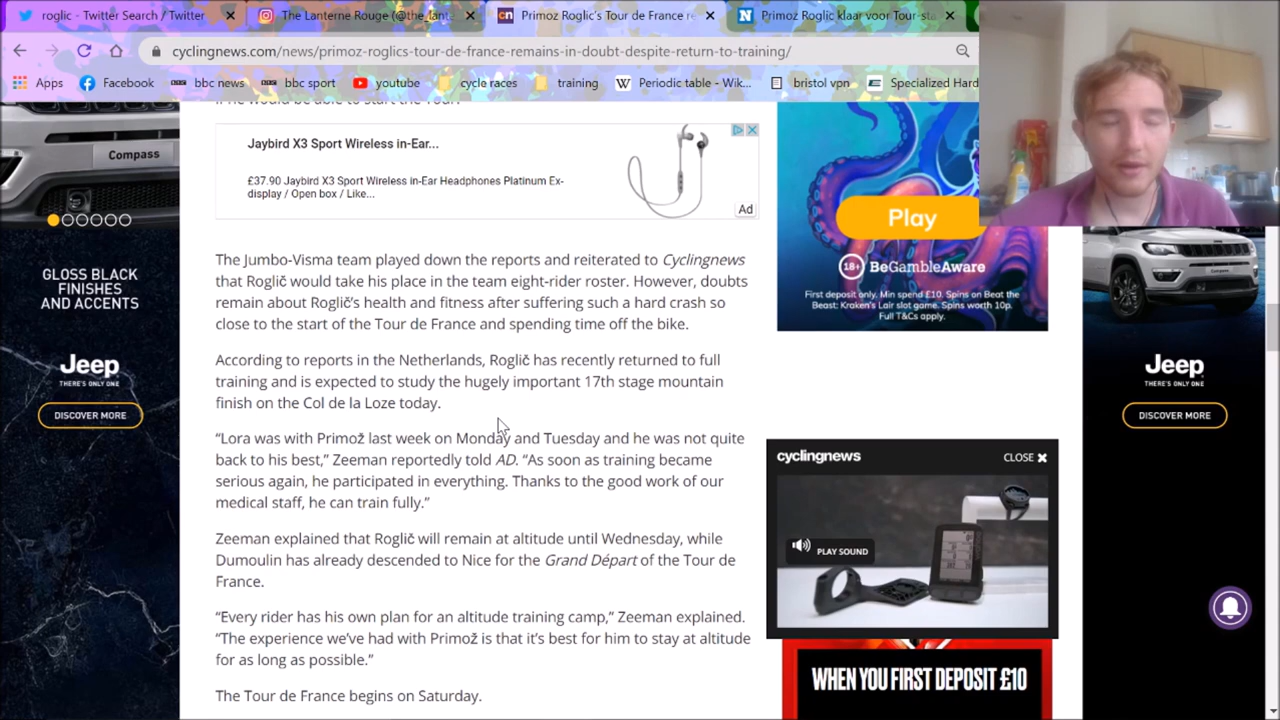 roglic - Twitter Search / Twitter
The Lanterne Rouge (@the_lante
cn
Primoz Roglic's Tour de France re
N
Primoz Roglic klaar voor Tour-sta
cyclingnews.com/news/primoz-roglics-tour-de-france-remains-in-doubt-despite-return-to-training/
Apps
Facebook
BBC
bbc news
BBC
bbc sport
youtube
cycle races
training
W
Periodic table - Wik...
bristol vpn
Specialized Hard
if he would be able to start the Tour.
Jaybird X3 Sport Wireless in-Ear...
£37.90 Jaybird X3 Sport Wireless in-Ear Headphones Platinum Ex-
display / Open box / Like...
Ad
The Jumbo-Visma team played down the reports and reiterated to Cyclingnews
that Roglič would take his place in the team eight-rider roster. However, doubts
remain about Roglič's health and fitness after suffering such a hard crash so
close to the start of the Tour de France and spending time off the bike.
According to reports in the Netherlands, Roglič has recently returned to full
training and is expected to study the hugely important 17th stage mountain
finish on the Col de la Loze today.
“Lora was with Primož last week on Monday and Tuesday and he was not quite
back to his best,” Zeeman reportedly told AD. “As soon as training became
serious again, he participated in everything. Thanks to the good work of our
medical staff, he can train fully.”
Zeeman explained that Roglič will remain at altitude until Wednesday, while
Dumoulin has already descended to Nice for the Grand Départ of the Tour de
France.
“Every rider has his own plan for an altitude training camp,” Zeeman explained.
“The experience we’ve had with Primož is that it’s best for him to stay at altitude
for as long as possible.”
The Tour de France begins on Saturday.
Compass
GLOSS BLACK
FINISHES
AND ACCENTS
Jeep
THERE'S ONLY ONE
DISCOVER MORE
Play
18+ BeGambleAware
First deposit only. Min spend £10. Spins on Beat the
Beast: Kraken's Lair slot game. Spins worth 10p.
Full T&Cs apply.
cyclingnews
CLOSE
PLAY SOUND
WHEN YOU FIRST DEPOSIT £10
Jeep
THERE'S ONLY ONE
DISCOVER MORE